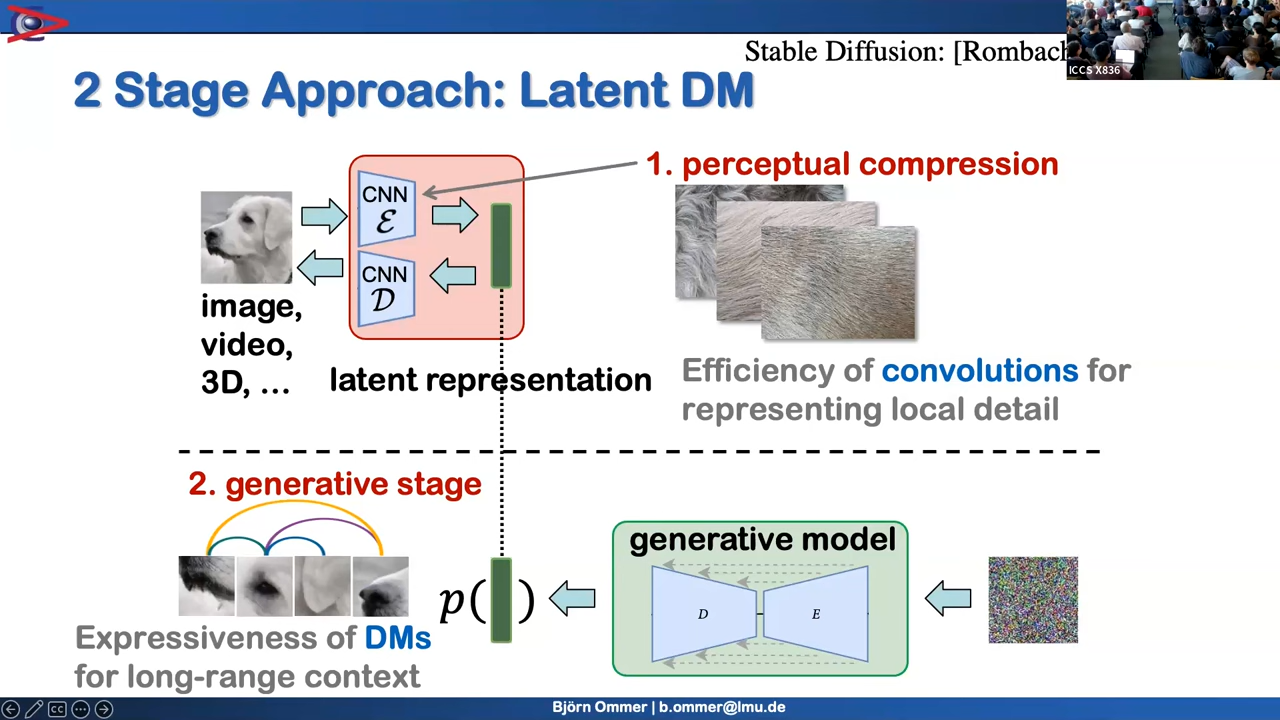 Stable Diffusion: [Rombach
ICCS X836
2 Stage Approach: Latent DM
1. perceptual compression
CNN
ℰ
CNN
𝒟
image,
video,
3D, ...
latent representation
Efficiency of convolutions for
representing local detail
2. generative stage
generative model
p( )
D
E
Expressiveness of DMs
for long-range context
CC
Björn Ommer | b.ommer@lmu.de